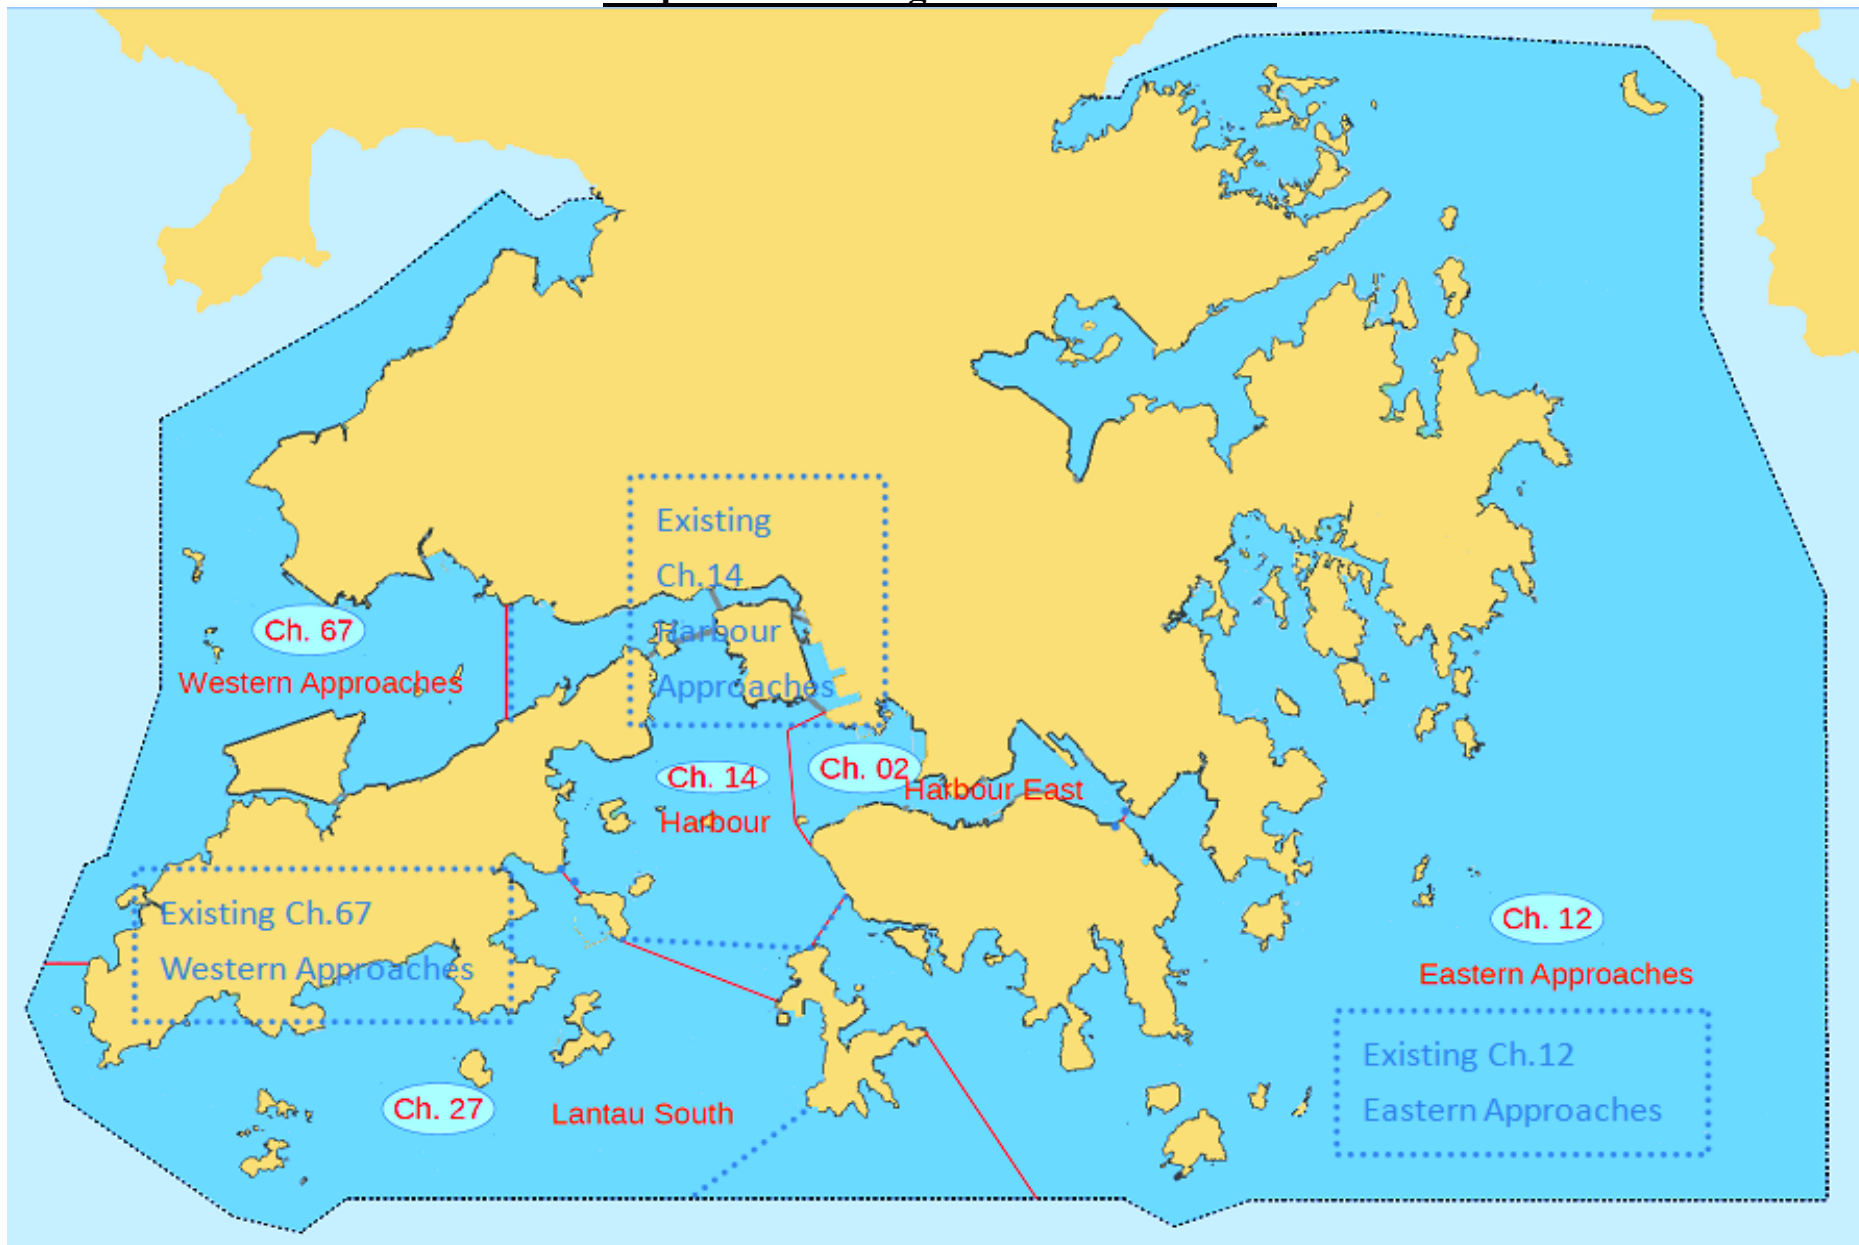 Existing
Ch.14
Harbour
Approaches
Ch. 67
Western Approaches
Ch. 14
Harbour
Ch. 02
Harbour East
Existing Ch.67
Western Approaches
Ch. 12
Eastern Approaches
Existing Ch.12
Eastern Approaches
Ch. 27
Lantau South